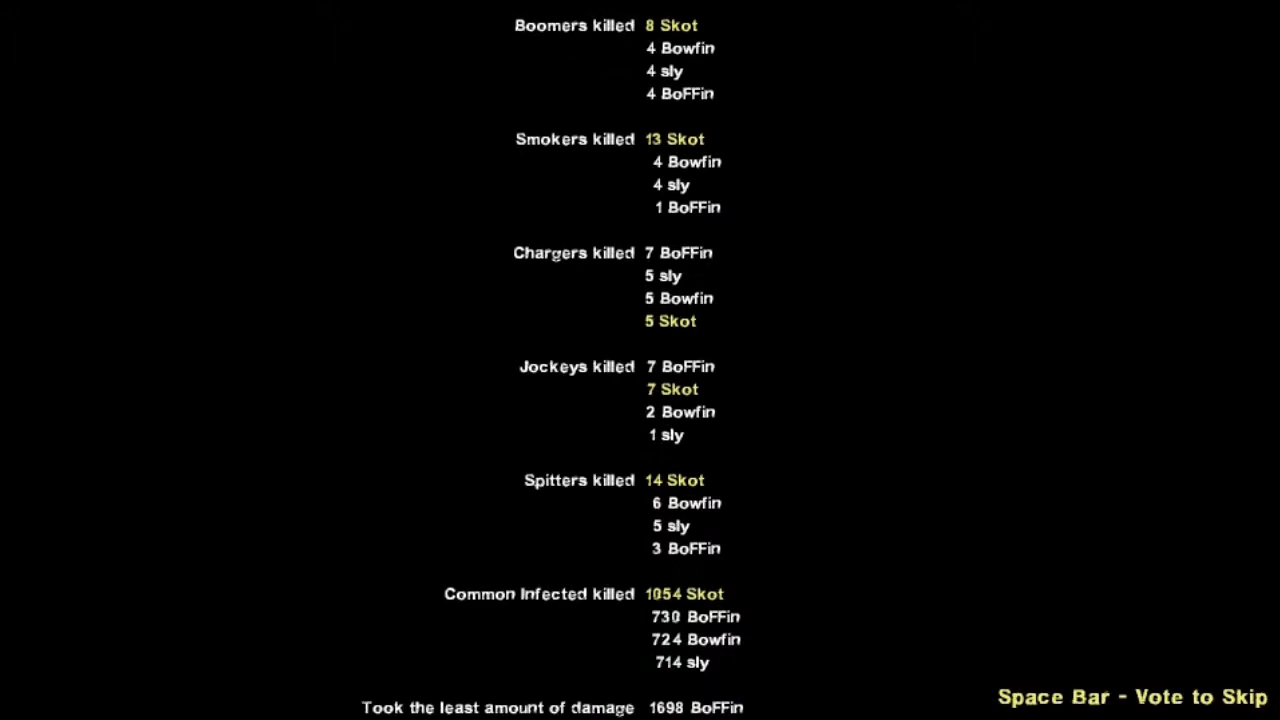 Boomers killed 8 Skot
4 Bowfin
4 sly
4 BoFFin
Smokers killed 13 Skot
4 Bowfin
4 sly
1 BoFFin
Chargers killed 7 BoFFin
5 sly
5 Bowfin
5 Skot
Jockeys killed 7 BoFFin
7 Skot
2 Bowfin
1 sly
Spitters killed 14 Skot
6 Bowfin
5 sly
3 BoFFin
Common Infected killed 1054 Skot
730 BoFFin
724 Bowfin
714 sly
Took the least amount of damage 1698 BoFFin
Space Bar - Vote to Skip